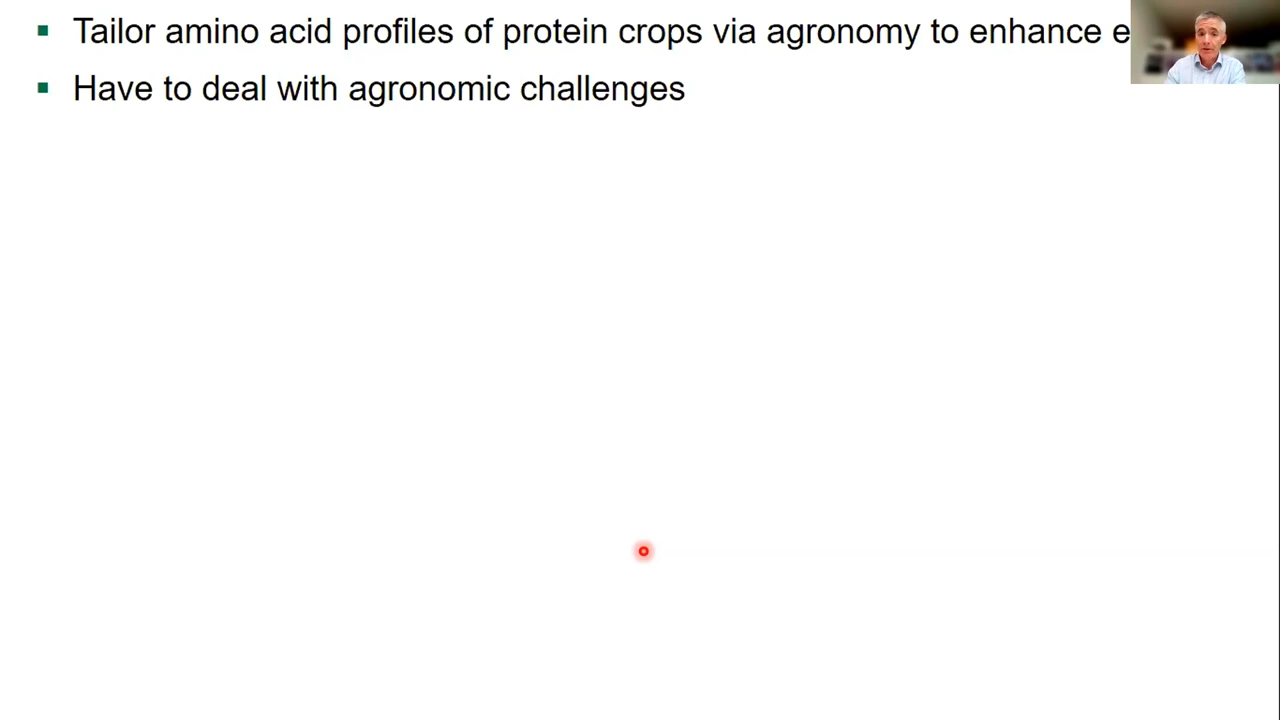 Tailor amino acid profiles of protein crops via agronomy to enhance
Have to deal with agronomic challenges